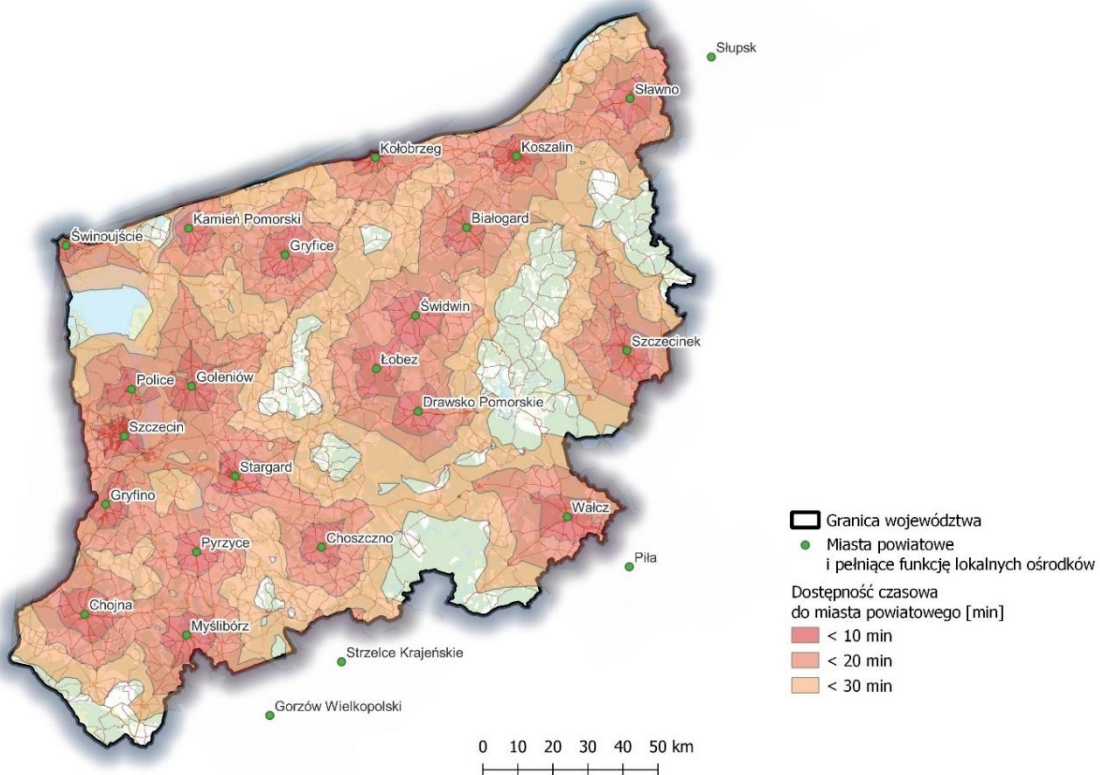 Słupsk
Sławno
Kołobrzeg
Koszalin
Kamień Pomorski
Białogard
Świnoujście
Gryfice
Świdwin
Szczecinek
Łobez
Police
Goleniów
Drawsko Pomorskie
Szczecin
Stargard
Gryfino
Wałcz
Pyrzyce
Choszczno
Piła
Chojna
Myślibórz
Strzelce Krajeńskie
Gorzów Wielkopolski
Granica województwa
Miasta powiatowe
i pełniące funkcję lokalnych ośrodków
Dostępność czasowa
do miasta powiatowego [min]
< 10 min
< 20 min
< 30 min
0 10 20 30 40 50 km